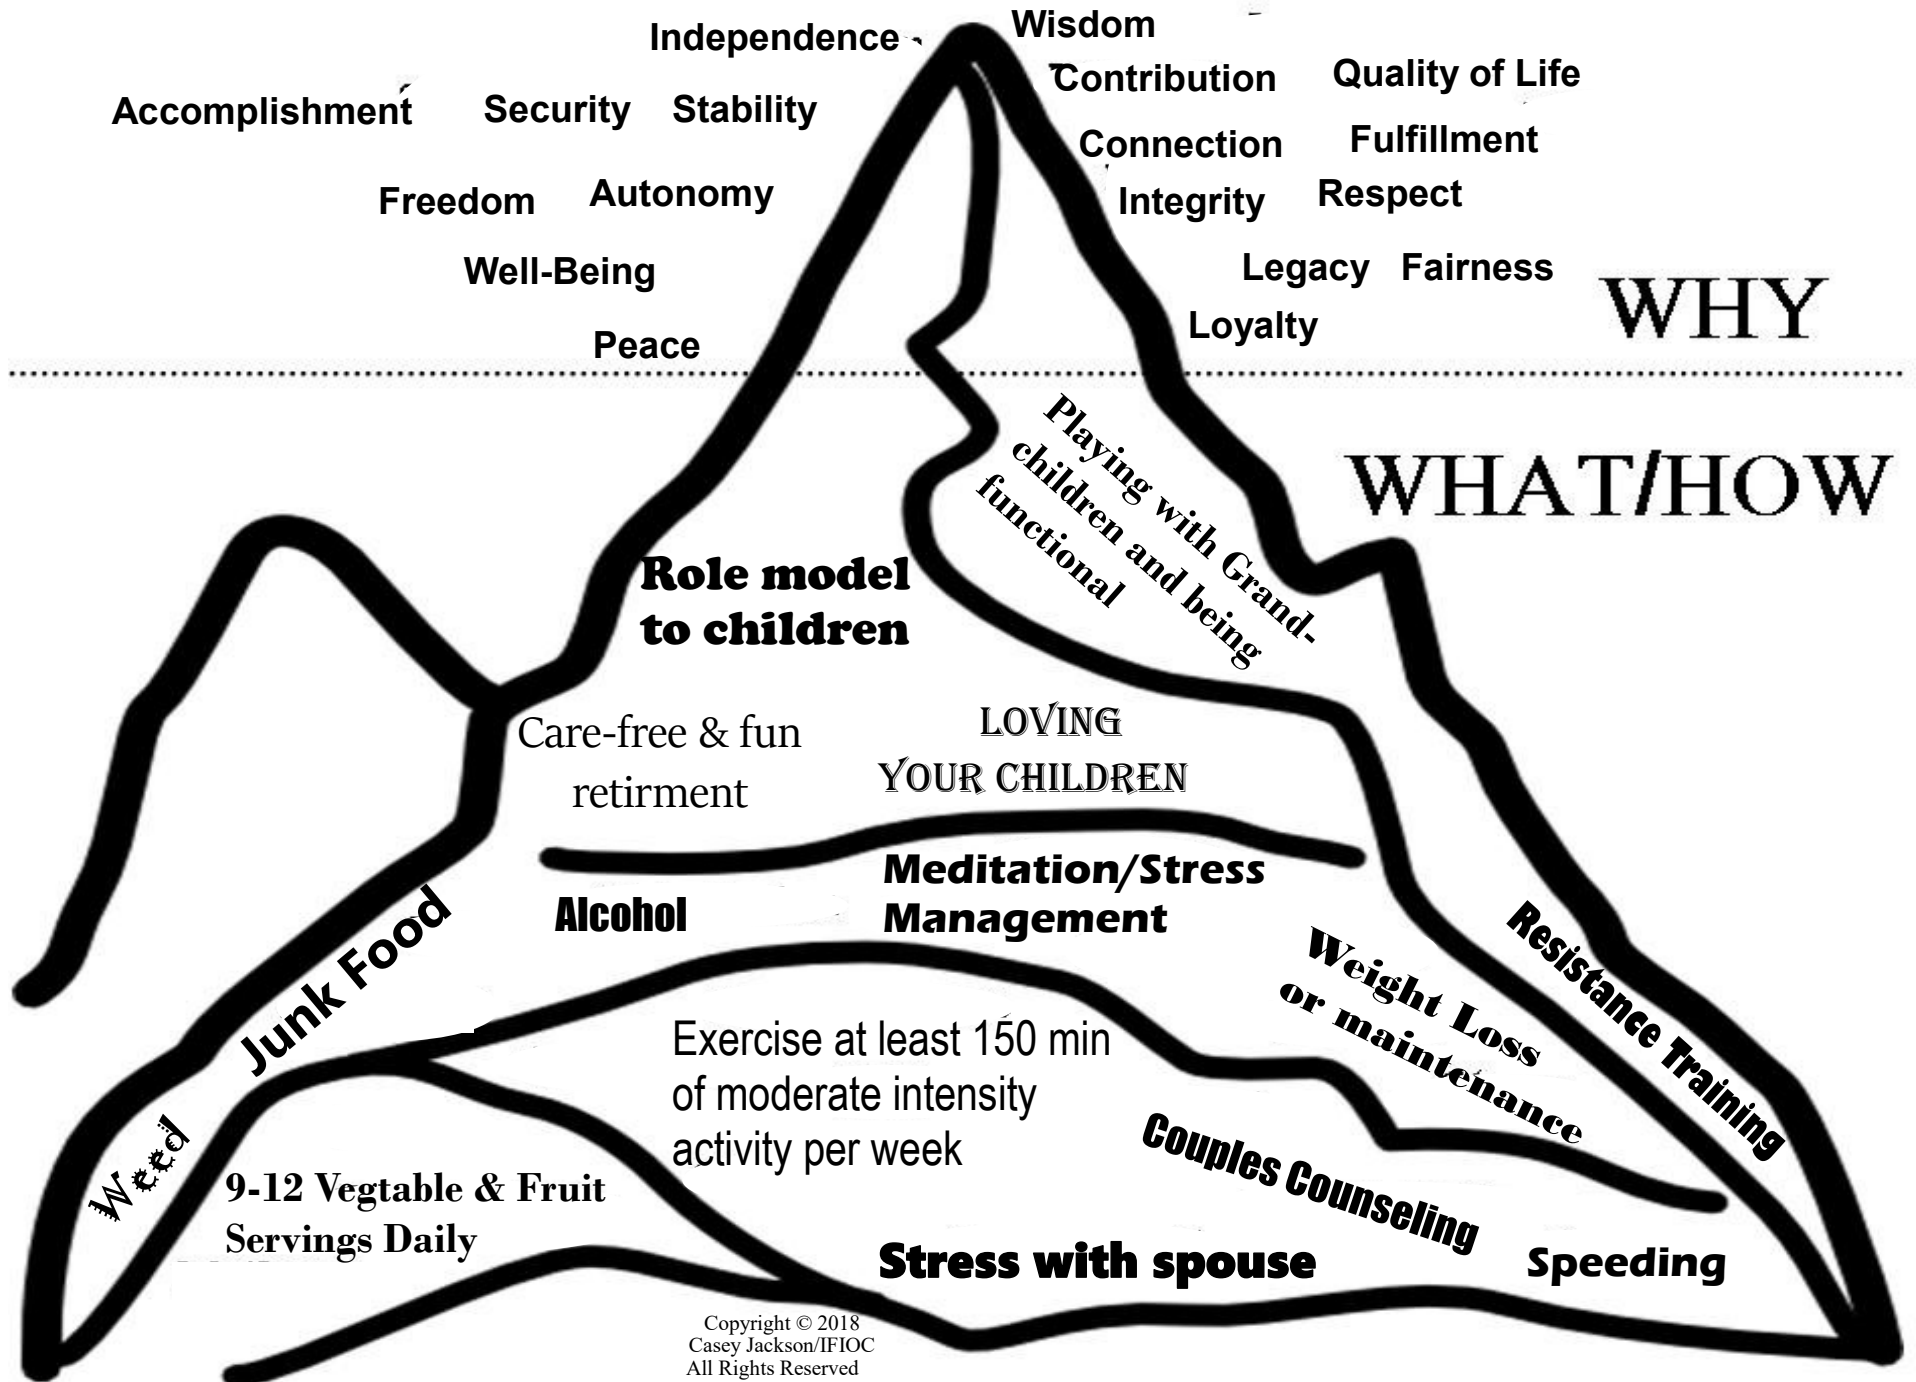 Independence
Wisdom
Contribution
Quality of Life
Accomplishment
Security
Stability
Connection
Fulfillment
Freedom
Autonomy
Integrity
Respect
Well-Being
Legacy
Fairness
Loyalty
WHY
Peace
WHAT/HOW
Playing with Grand-
children and being
functional
Role model
to children
Care-free & fun
retirment
LOVING
YOUR CHILDREN
Meditation/Stress
Management
Alcohol
Junk Food
Weed
Weight Loss
or maintenance
Resistance Training
Exercise at least 150 min
of moderate intensity
activity per week
Couples Counseling
9-12 Vegtable & Fruit
Servings Daily
Stress with spouse
Speeding
Copyright © 2018
Casey Jackson/IFIOC
All Rights Reserved